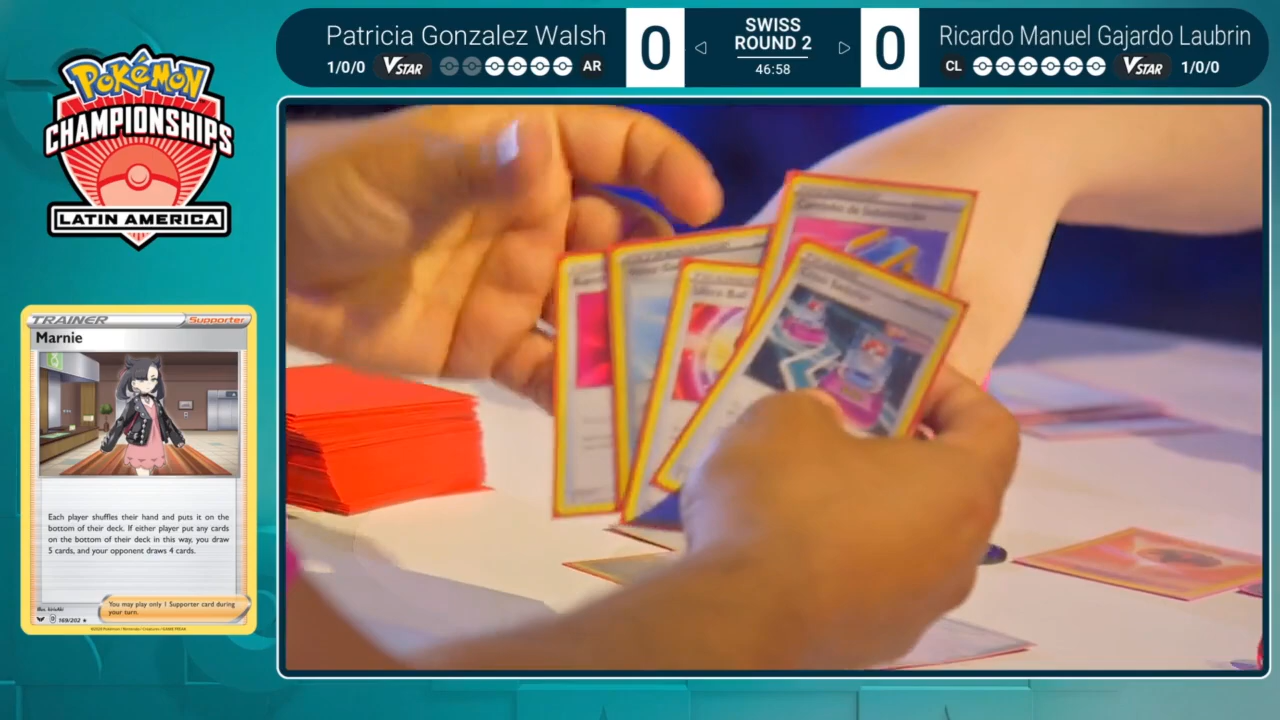 Patricia Gonzalez Walsh
0
SWISS
ROUND 2
46:58
0
Ricardo Manuel Gajardo Laubrin
1/0/0
VSTAR
AR
CL
VSTAR
1/0/0
POKÉMON
CHAMPIONSHIPS
LATIN AMERICA
TRAINER
Supporter
Marnie
Each player shuffles their hand and puts it on the
bottom of their deck. If either player put any cards
on the bottom of their deck in this way, you draw
5 cards, and your opponent draws 4 cards.
You may play only 1 Supporter card during
your turn.
169/202